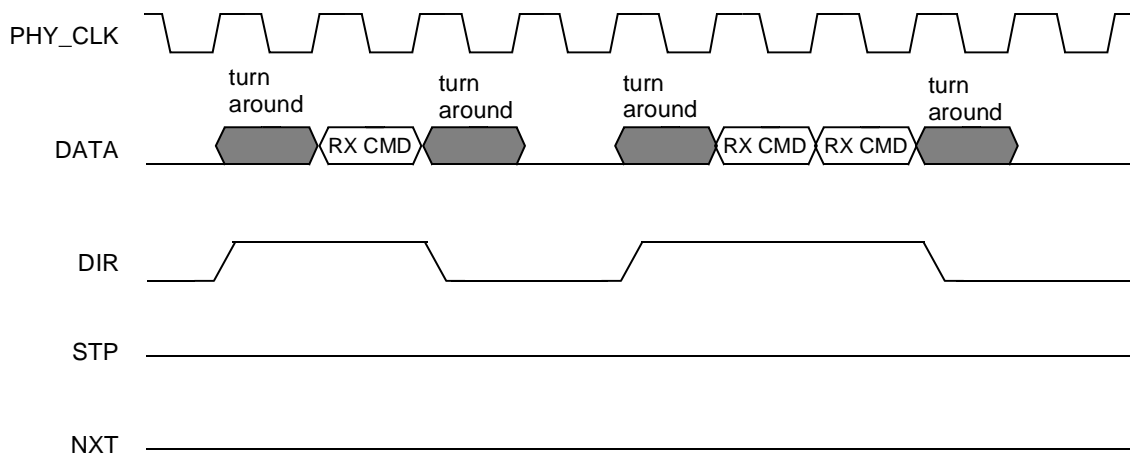 PHY_CLK
turn
around
turn
around
turn
around
turn
around
DATA
RX CMD
RX CMD
RX CMD
DIR
STP
NXT